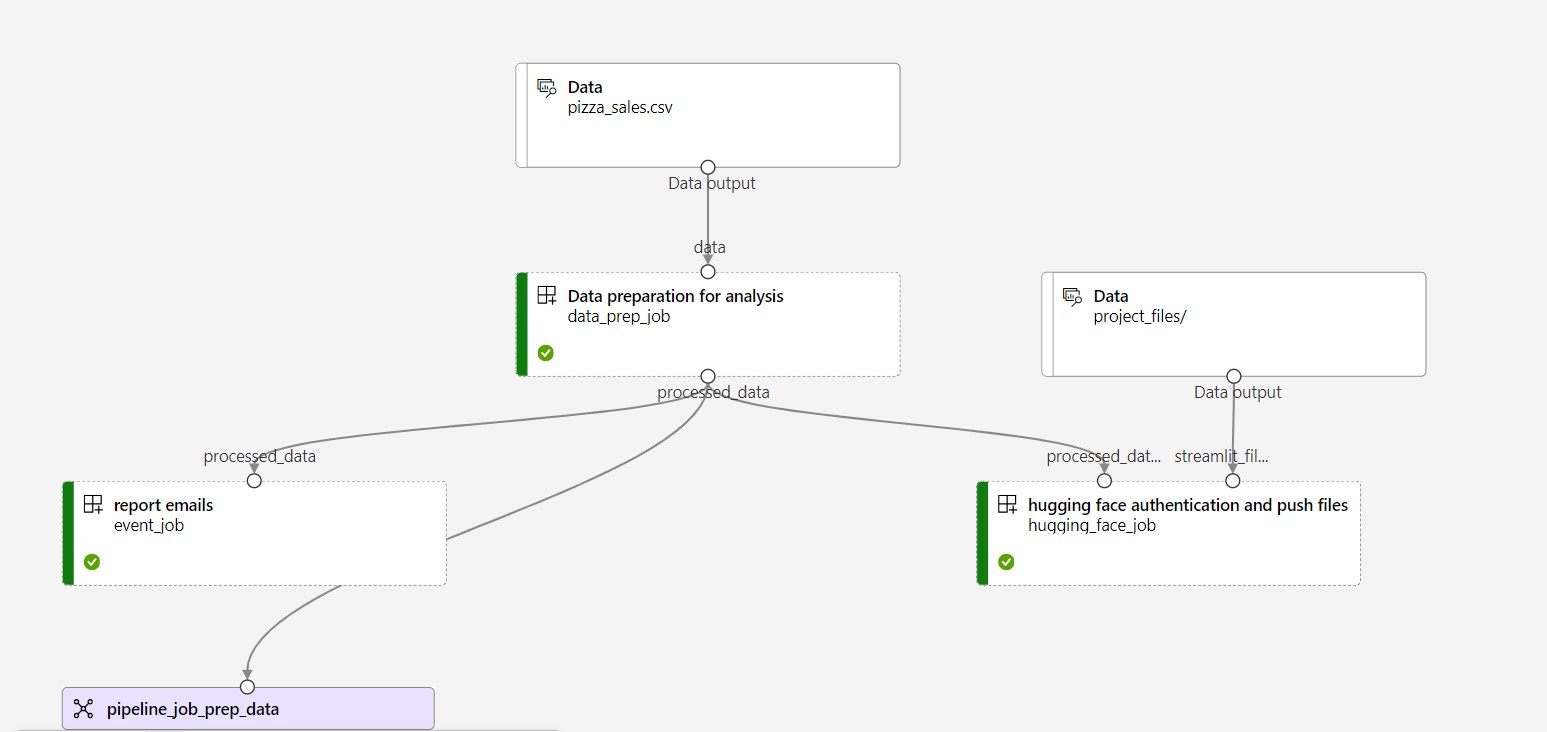 Data
pizza_sales.csv
Data output
data
Data preparation for analysis
data_prep_job
processed_data
Data
project_files/
Data output
processed_data
report emails
event_job
processed_dat...
streamlit_fil...
hugging face authentication and push files
hugging_face_job
pipeline_job_prep_data